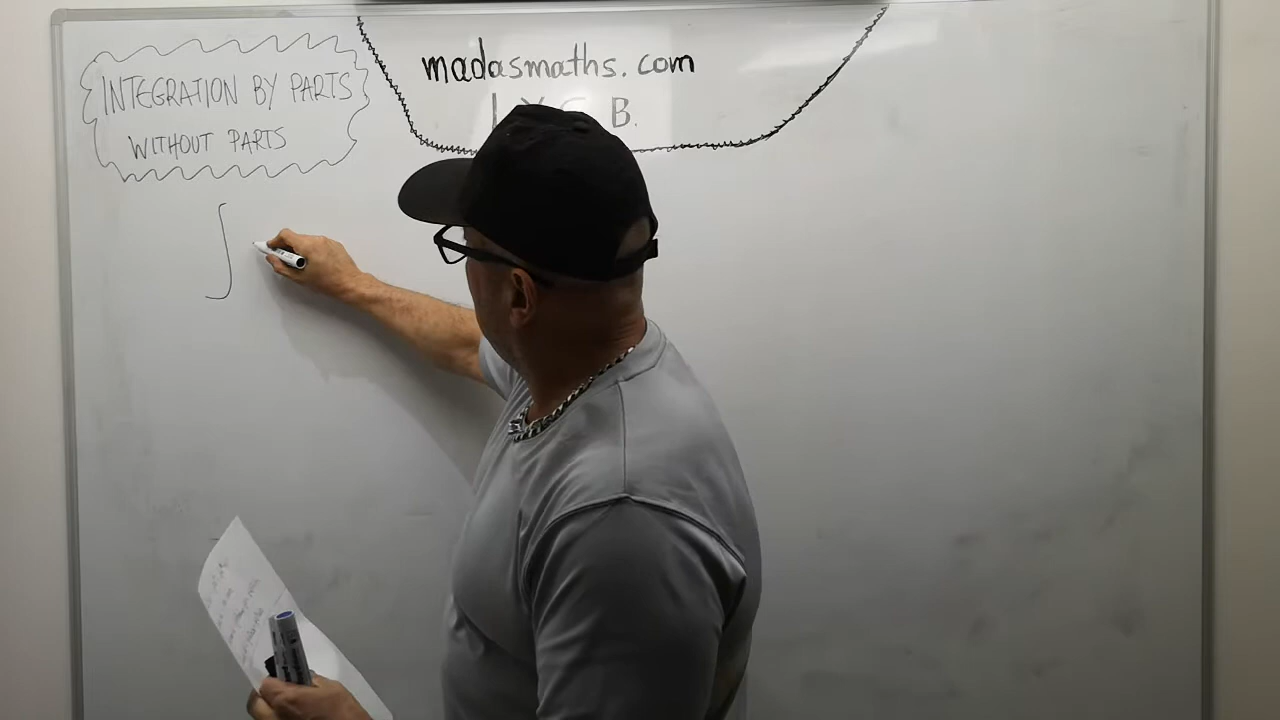 INTEGRATION BY PARTS
WITHOUT PARTS
madasmaths.com
I Y G B.
∫